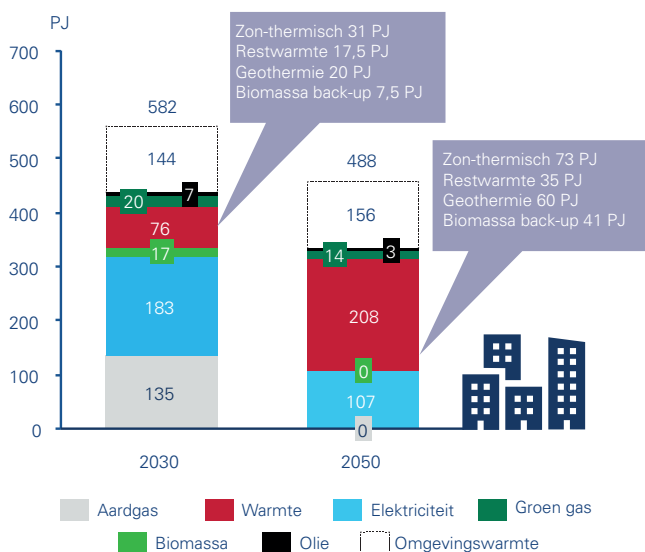 PJ
700
600
500
400
300
200
100
0
Zon-thermisch 31 PJ
Restwarmte 17,5 PJ
Geothermie 20 PJ
Biomassa back-up 7,5 PJ
582
144
7
20
76
17
183
135
488
156
3
14
208
0
107
0
Zon-thermisch 73 PJ
Restwarmte 35 PJ
Geothermie 60 PJ
Biomassa back-up 41 PJ
2030
2050
Aardgas
Warmte
Elektriciteit
Groen gas
Biomassa
Olie
Omgevingswarmte